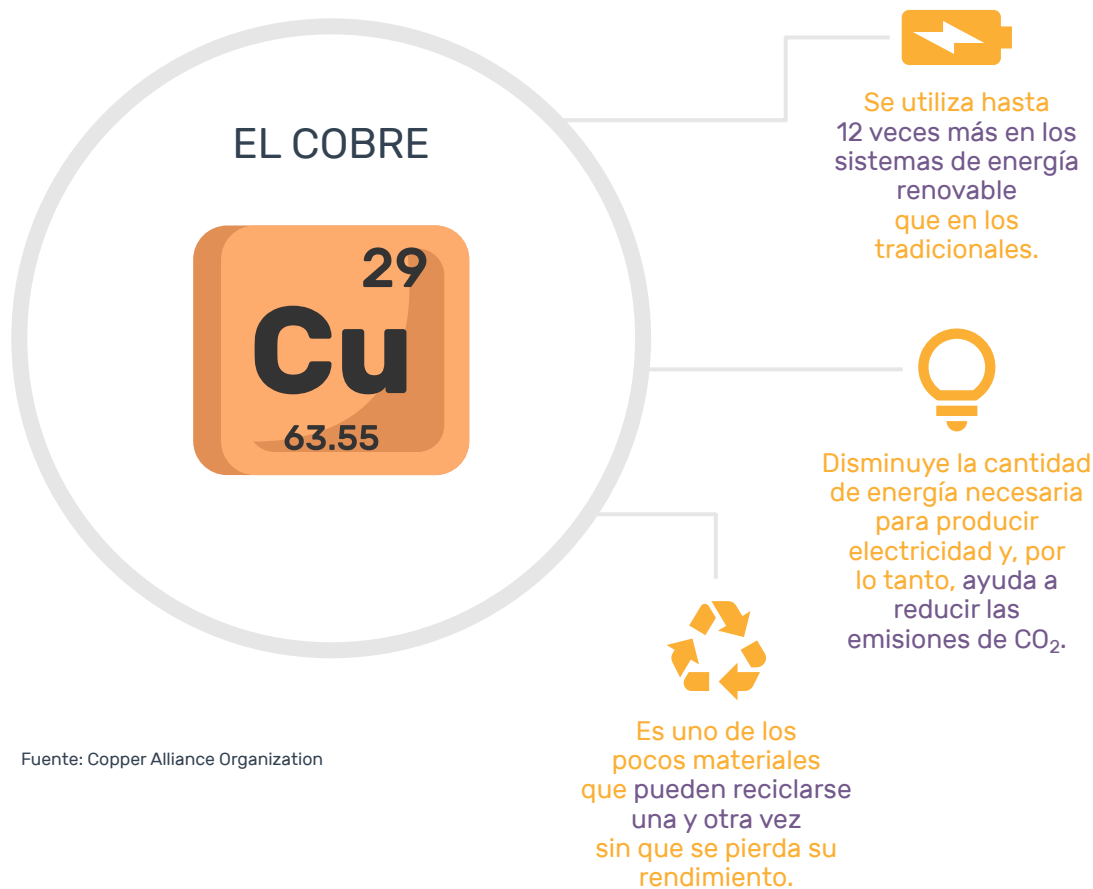 EL COBRE
29
Cu
63.55
Se utiliza hasta
12 veces más en los
sistemas de energía
renovable
que en los
tradicionales.
Disminuye la cantidad
de energía necesaria
para producir
electricidad y, por
lo tanto, ayuda a
reducir las
emisiones de CO₂.
Es uno de los
pocos materiales
que pueden reciclarse
una y otra vez
sin que se pierda su
rendimiento.
Fuente: Copper Alliance Organization